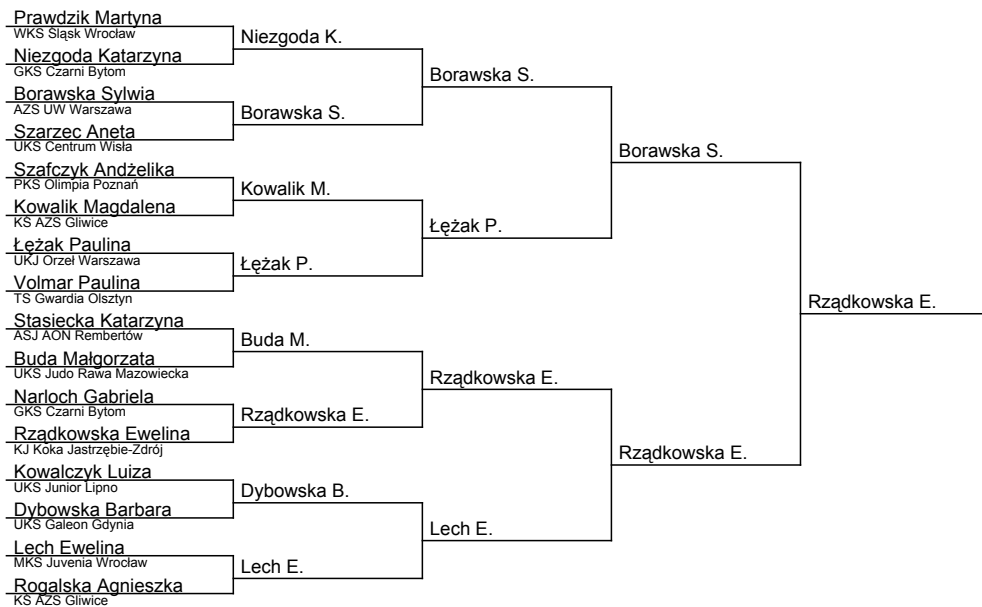 Prawdzik Martyna
WKS Śląsk Wrocław
Niezgoda Katarzyna
GKS Czarni Bytom
Borawska Sylwia
AZS UW Warszawa
Szarzec Aneta
UKS Centrum Wisła
Szafczyk Andżelika
PKS Olimpia Poznań
Kowalik Magdalena
KS AZS Gliwice
Łężak Paulina
UKJ Orzeł Warszawa
Volmar Paulina
TS Gwardia Olsztyn
Stasiecka Katarzyna
ASJ AON Rembertów
Buda Małgorzata
UKS Judo Rawa Mazowiecka
Narloch Gabriela
GKS Czarni Bytom
Rządkowska Ewelina
KJ Koka Jastrzębie-Zdrój
Kowalczyk Luiza
UKS Junior Lipno
Dybowska Barbara
UKS Galeon Gdynia
Lech Ewelina
MKS Juvenia Wrocław
Rogalska Agnieszka
KS AZS Gliwice
Niezgoda K.
Borawska S.
Kowalik M.
Łężak P.
Buda M.
Rządkowska E.
Dybowska B.
Lech E.
Borawska S.
Łężak P.
Rządkowska E.
Lech E.
Borawska S.
Rządkowska E.
Rządkowska E.